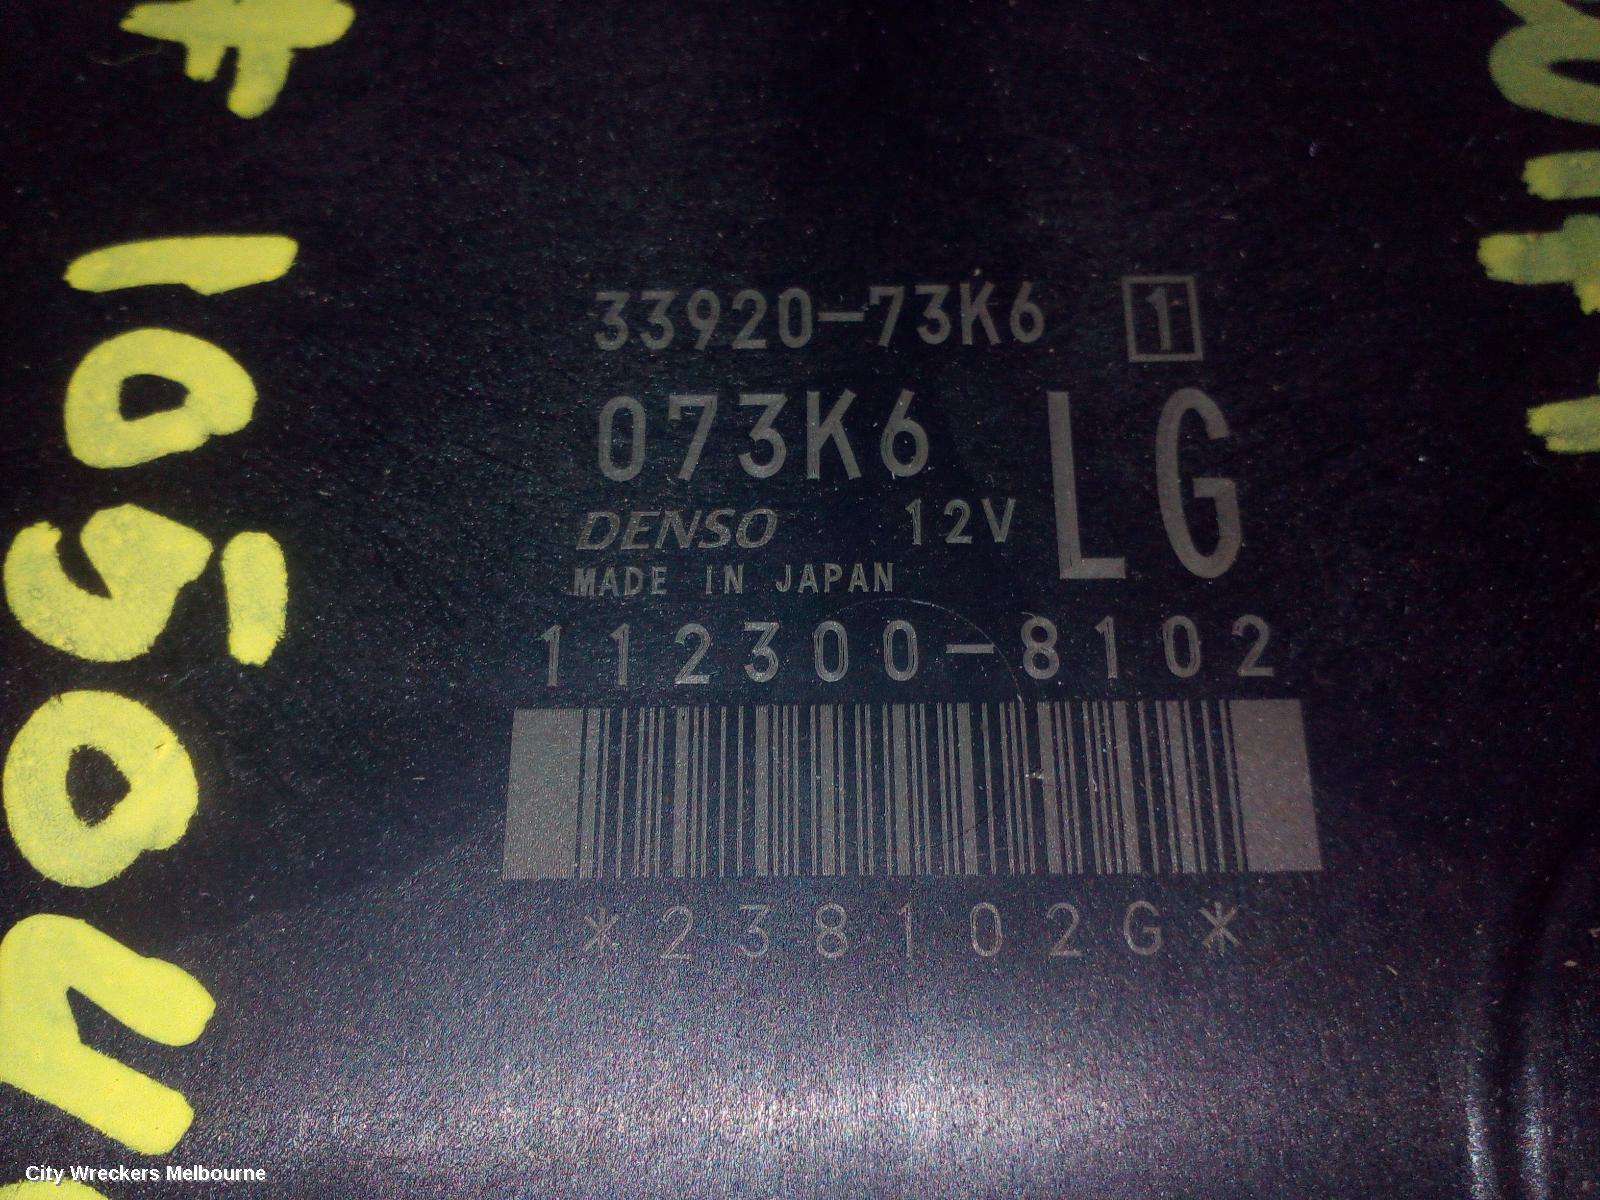 33920-73K6 1
073K6 LG
DENSO 12V
MADE IN JAPAN
112300-8102
*238102G*
City Wreckers Melbourne